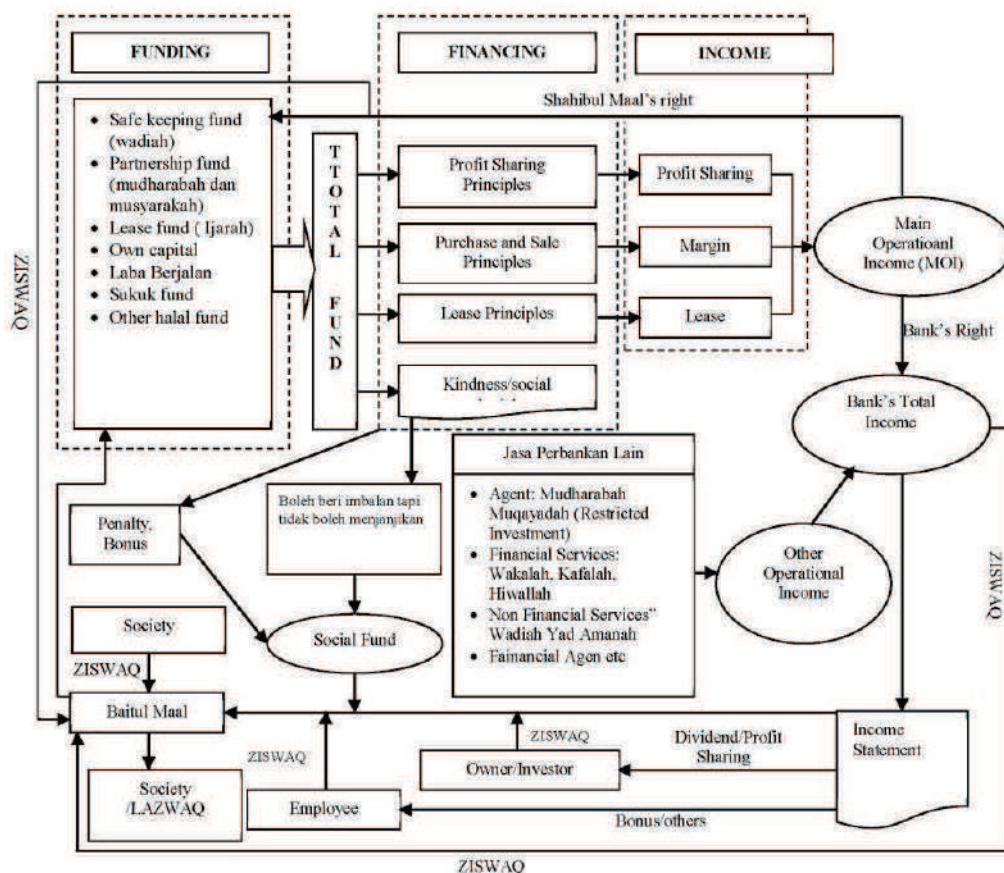 FUNDING
FINANCING
INCOME
Shahibul Maal's right
• Safe keeping fund
(wadiah)
• Partnership fund
(mudharabah dan
musyarakah)
• Lease fund ( Ijarah)
• Own capital
• Laba Berjalan
• Sukuk fund
• Other halal fund
TTOTAL FUND
Profit Sharing
Principles
Purchase and Sale
Principles
Lease Principles
Kindness/social
Profit Sharing
Margin
Lease
Main
Operatioanl
Income (MOI)
Bank's Right
Bank's Total
Income
ZISWAQ
Jasa Perbankan Lain
• Agent: Mudharabah
Muqayadah (Restricted
Investment)
• Financial Services:
Wakalah, Kafalah,
Hiwallah
• Non Financial Services"
Wadiah Yad Amanah
• Fainancial Agen etc
Other
Operational
Income
ZISWAQ
Penalty,
Bonus
Boleh beri imbalan tapi
tidak boleh menjanjikan
Social Fund
Society
ZISWAQ
Baitul Maal
Society
/LAZWAQ
ZISWAQ
Employee
ZISWAQ
Owner/Investor
Dividend/Profit
Sharing
Bonus/others
Income
Statement
ZISWAQ